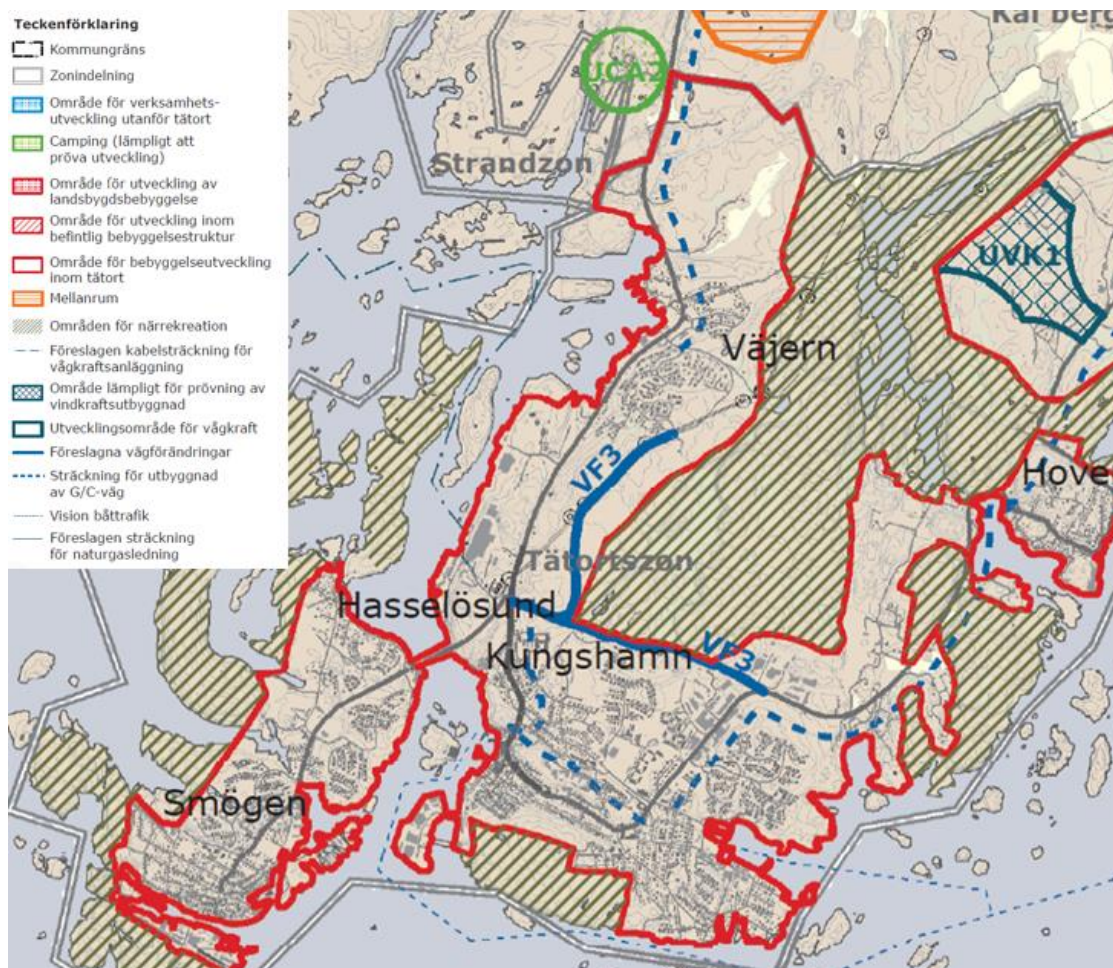 Teckenförklaring
Kommungräns
Zonindelning
Område för verksamhets-
utveckling utanför tätort
Camping (lämpligt att
pröva utveckling)
Område för utveckling av
landsbygdsbebyggelse
Område för utveckling inom
befintlig bebyggelsestruktur
Område för bebyggelseutveckling
inom tätort
Mellanrum
Områden för närrekreation
Föreslagen kabelsträckning för
vågkraftsanläggning
Område lämpligt för prövning av
vindkraftsutbyggnad
Utvecklingsområde för vågkraft
Föreslagna vägförändringar
Sträckning för utbyggnad
av G/C-väg
Vision båttrafik
Föreslagen sträckning
för naturgasledning
UCA2
Strandzon
UVK1
Väjern
VF3
Hove
Tätortszon
Hasselösund
Kungshamn
VF3
Smögen